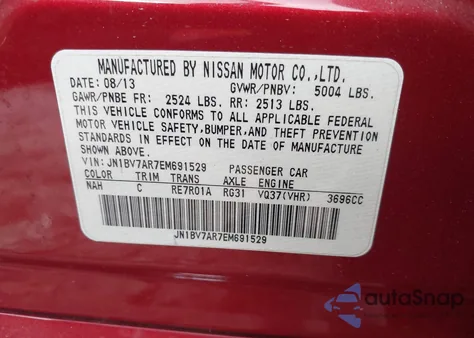 MANUFACTURED BY NISSAN MOTOR CO.,LTD.
DATE: 08/13 GVWR/PNBV: 5004 LBS.
GAWR/PNBE FR: 2524 LBS. RR: 2513 LBS.
THIS VEHICLE CONFORMS TO ALL APPLICABLE FEDERAL
MOTOR VEHICLE SAFETY,BUMPER,AND THEFT PREVENTION
STANDARDS IN EFFECT ON THE DATE OF MANUFACTURE
SHOWN ABOVE.
VIN: JN1BV7AR7EM691529 PASSENGER CAR
COLOR TRIM TRANS AXLE ENGINE
NAH C RE7R01A RG31 VQ37(VHR) 3696CC
JN1BV7AR7EM691529
autoSnap